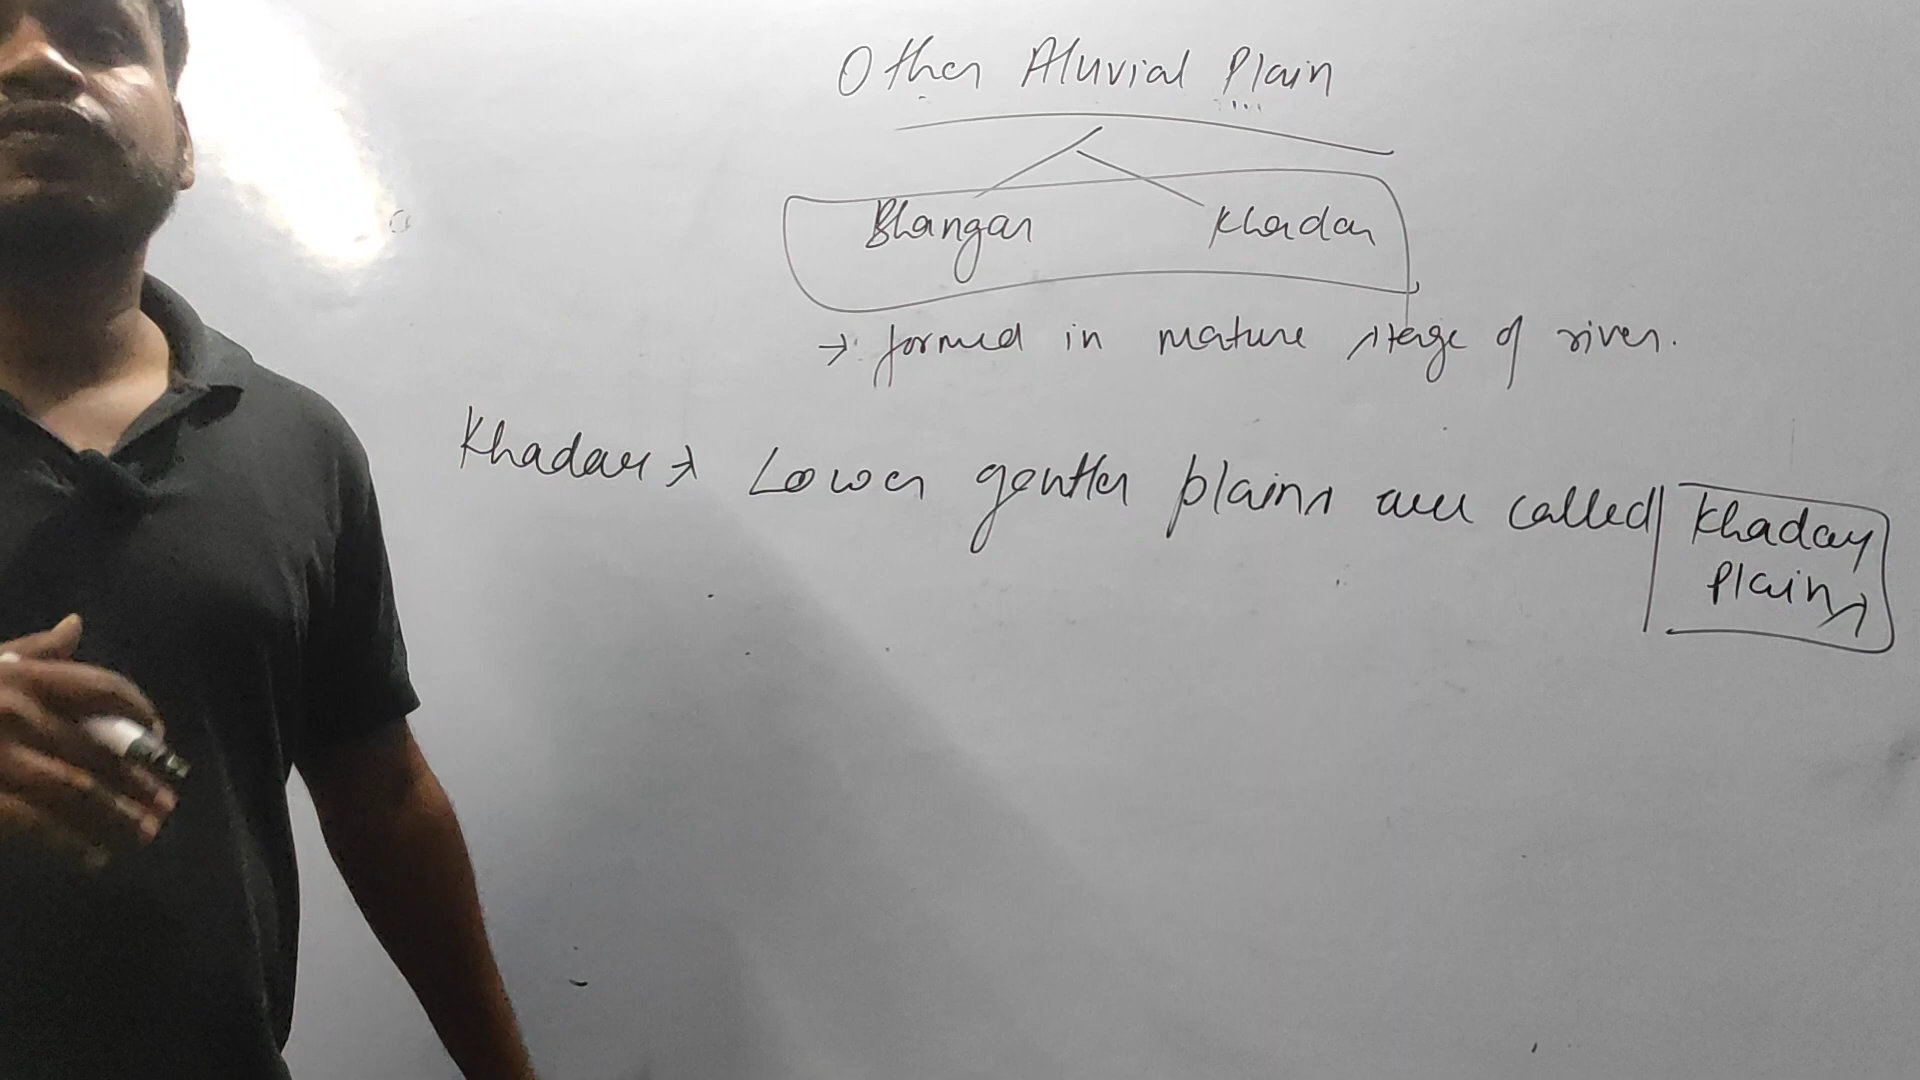 Other Aluvial Plain
Bhangar Khadar
→ formed in mature stage of river.
Khadar → Lower gentler plains are called Khadar
Plains